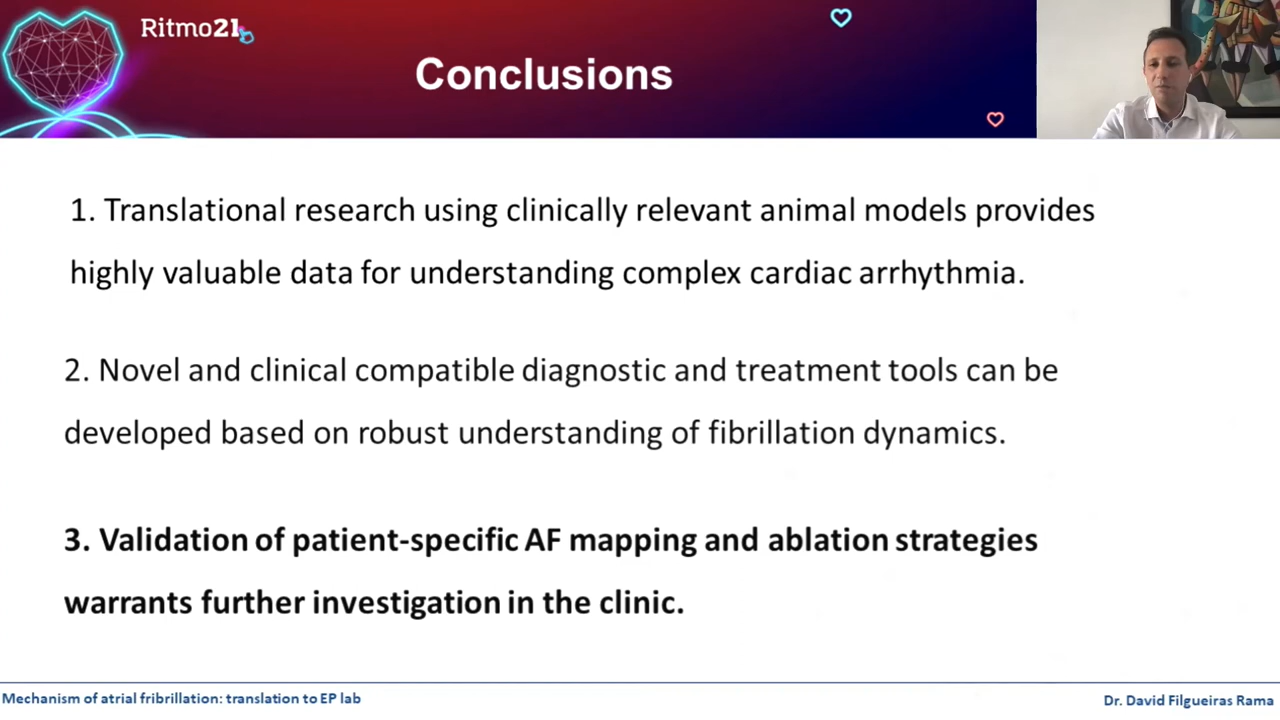 Ritmo21
Conclusions
1. Translational research using clinically relevant animal models provides
highly valuable data for understanding complex cardiac arrhythmia.
2. Novel and clinical compatible diagnostic and treatment tools can be
developed based on robust understanding of fibrillation dynamics.
3. Validation of patient-specific AF mapping and ablation strategies
warrants further investigation in the clinic.
Mechanism of atrial fribrillation: translation to EP lab
Dr. David Filgueiras Rama